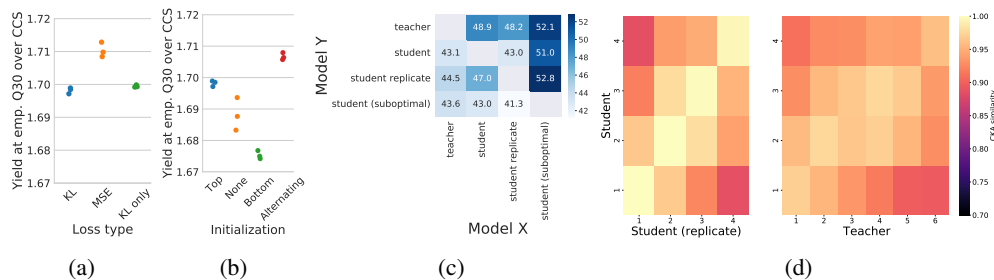 1.72
1.71
1.70
1.69
1.68
1.67
Yield at emp. Q30 over CCS
KL
MSE
KL only
Loss type
(a)
1.72
1.71
1.70
1.69
1.68
1.67
Yield at emp. Q30 over CCS
Top
None
Bottom
Alternating
Initialization
(b)
Model Y
teacher 48.9 48.2 52.1
student 43.1 43.0 51.0
student replicate 44.5 47.0 52.8
student (suboptimal) 43.6 43.0 41.3
teacher
student
student replicate
student (suboptimal)
Model X
52
50
48
46
44
42
(c)
Student
4
3
2
1
1 2 3 4
Student (replicate)
4
3
2
1
1 2 3 4 5 6
Teacher
1.00
0.95
0.90
0.85
0.80
0.75
0.70
CKA similarity
(d)